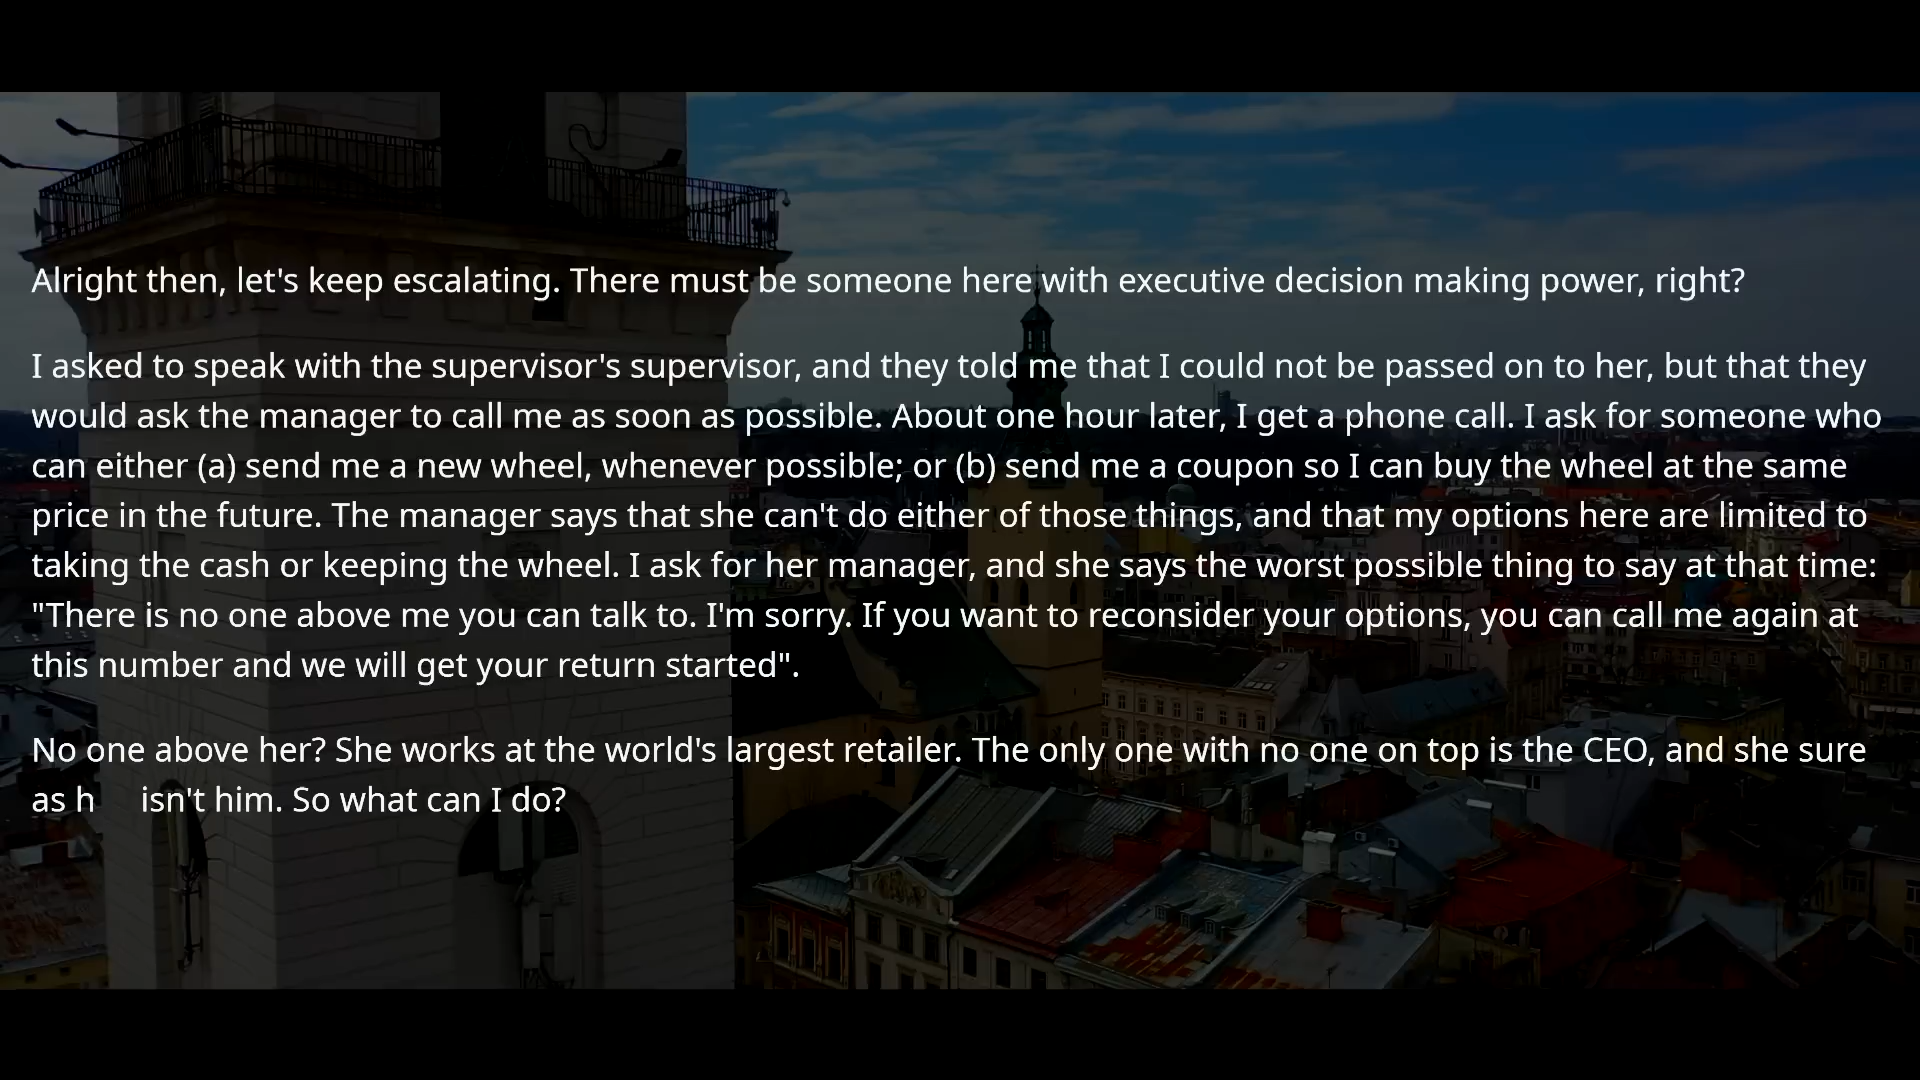 Alright then, let's keep escalating. There must be someone here with executive decision making power, right?
I asked to speak with the supervisor's supervisor, and they told me that I could not be passed on to her, but that they
would ask the manager to call me as soon as possible. About one hour later, I get a phone call. I ask for someone who
can either (a) send me a new wheel, whenever possible; or (b) send me a coupon so I can buy the wheel at the same
price in the future. The manager says that she can't do either of those things, and that my options here are limited to
taking the cash or keeping the wheel. I ask for her manager, and she says the worst possible thing to say at that time:
"There is no one above me you can talk to. I'm sorry. If you want to reconsider your options, you can call me again at
this number and we will get your return started".
No one above her? She works at the world's largest retailer. The only one with no one on top is the CEO, and she sure
as h isn't him. So what can I do?